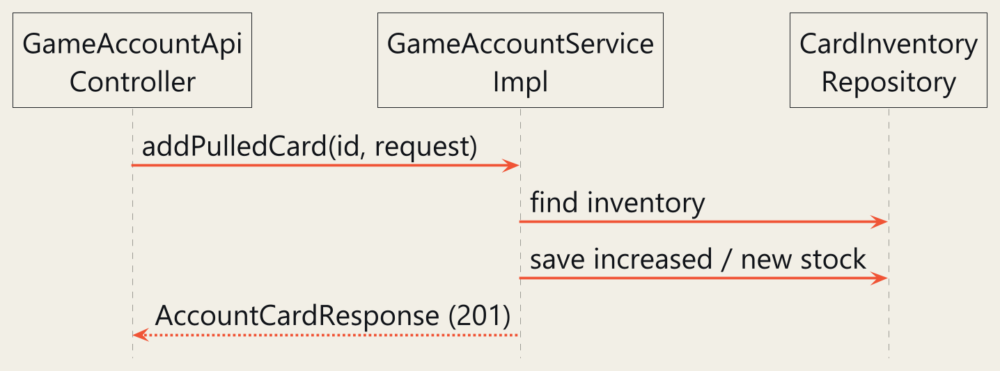 GameAccountApi
Controller
GameAccountService
Impl
CardInventory
Repository
addPulledCard(id, request)
find inventory
save increased / new stock
AccountCardResponse (201)